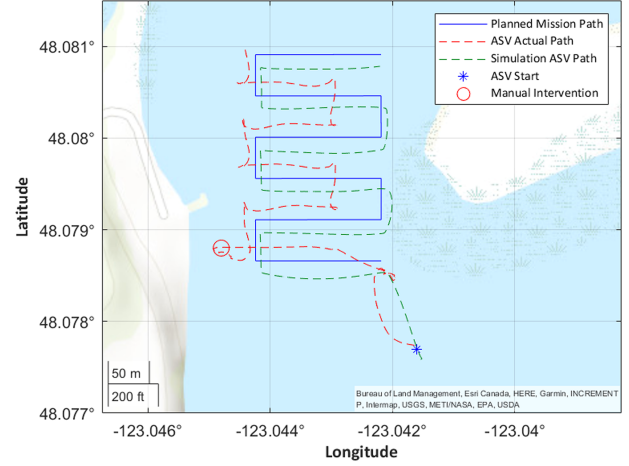 48.081°
48.08°
48.079°
48.078°
48.077°
Latitude
Planned Mission Path
ASV Actual Path
Simulation ASV Path
ASV Start
Manual Intervention
50 m
200 ft
Bureau of Land Management, Esri Canada, HERE, Garmin, INCREMENT
P, Intermap, USGS, METI/NASA, EPA, USDA
-123.046°
-123.044°
-123.042°
-123.04°
Longitude